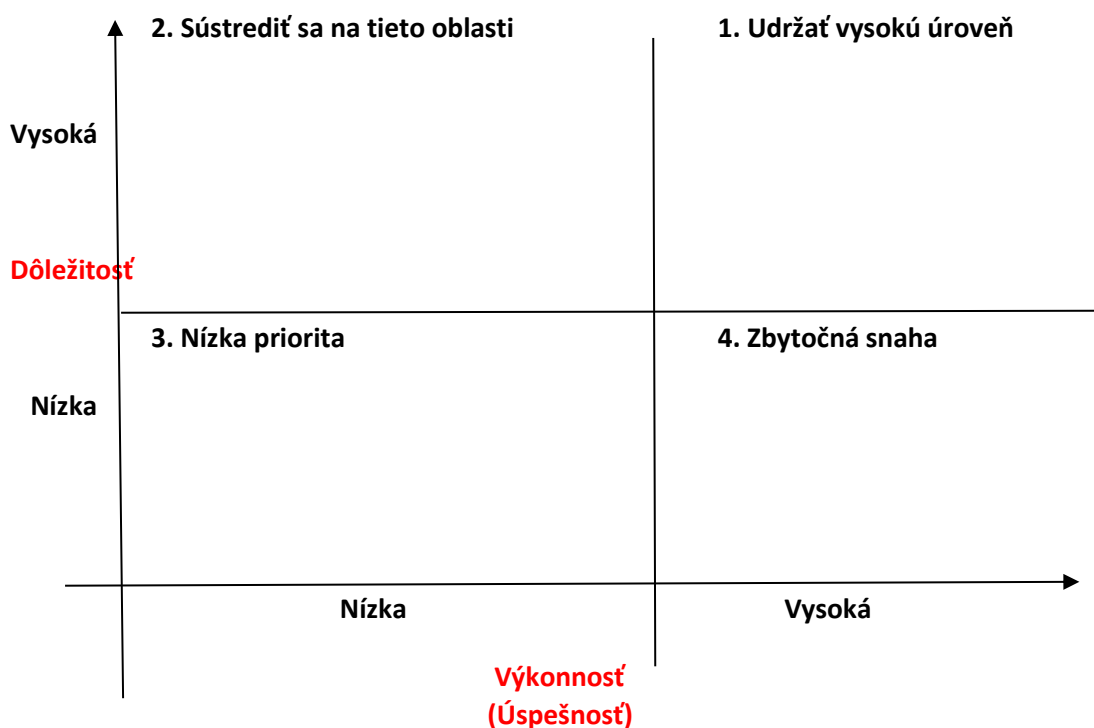 2. Sústrediť sa na tieto oblasti
1. Udržať vysokú úroveň
Vysoká
Dôležitosť
3. Nízka priorita
4. Zbytočná snaha
Nízka
Nízka
Vysoká
Výkonnosť
(Úspešnosť)